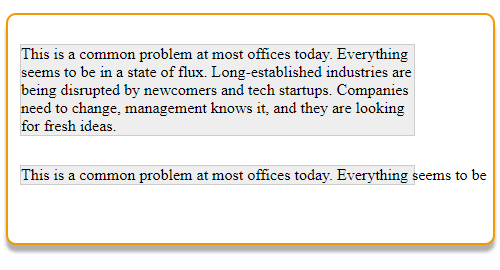 This is a common problem at most offices today. Everything
seems to be in a state of flux. Long-established industries are
being disrupted by newcomers and tech startups. Companies
need to change, management knows it, and they are looking
for fresh ideas.
This is a common problem at most offices today. Everything seems to be